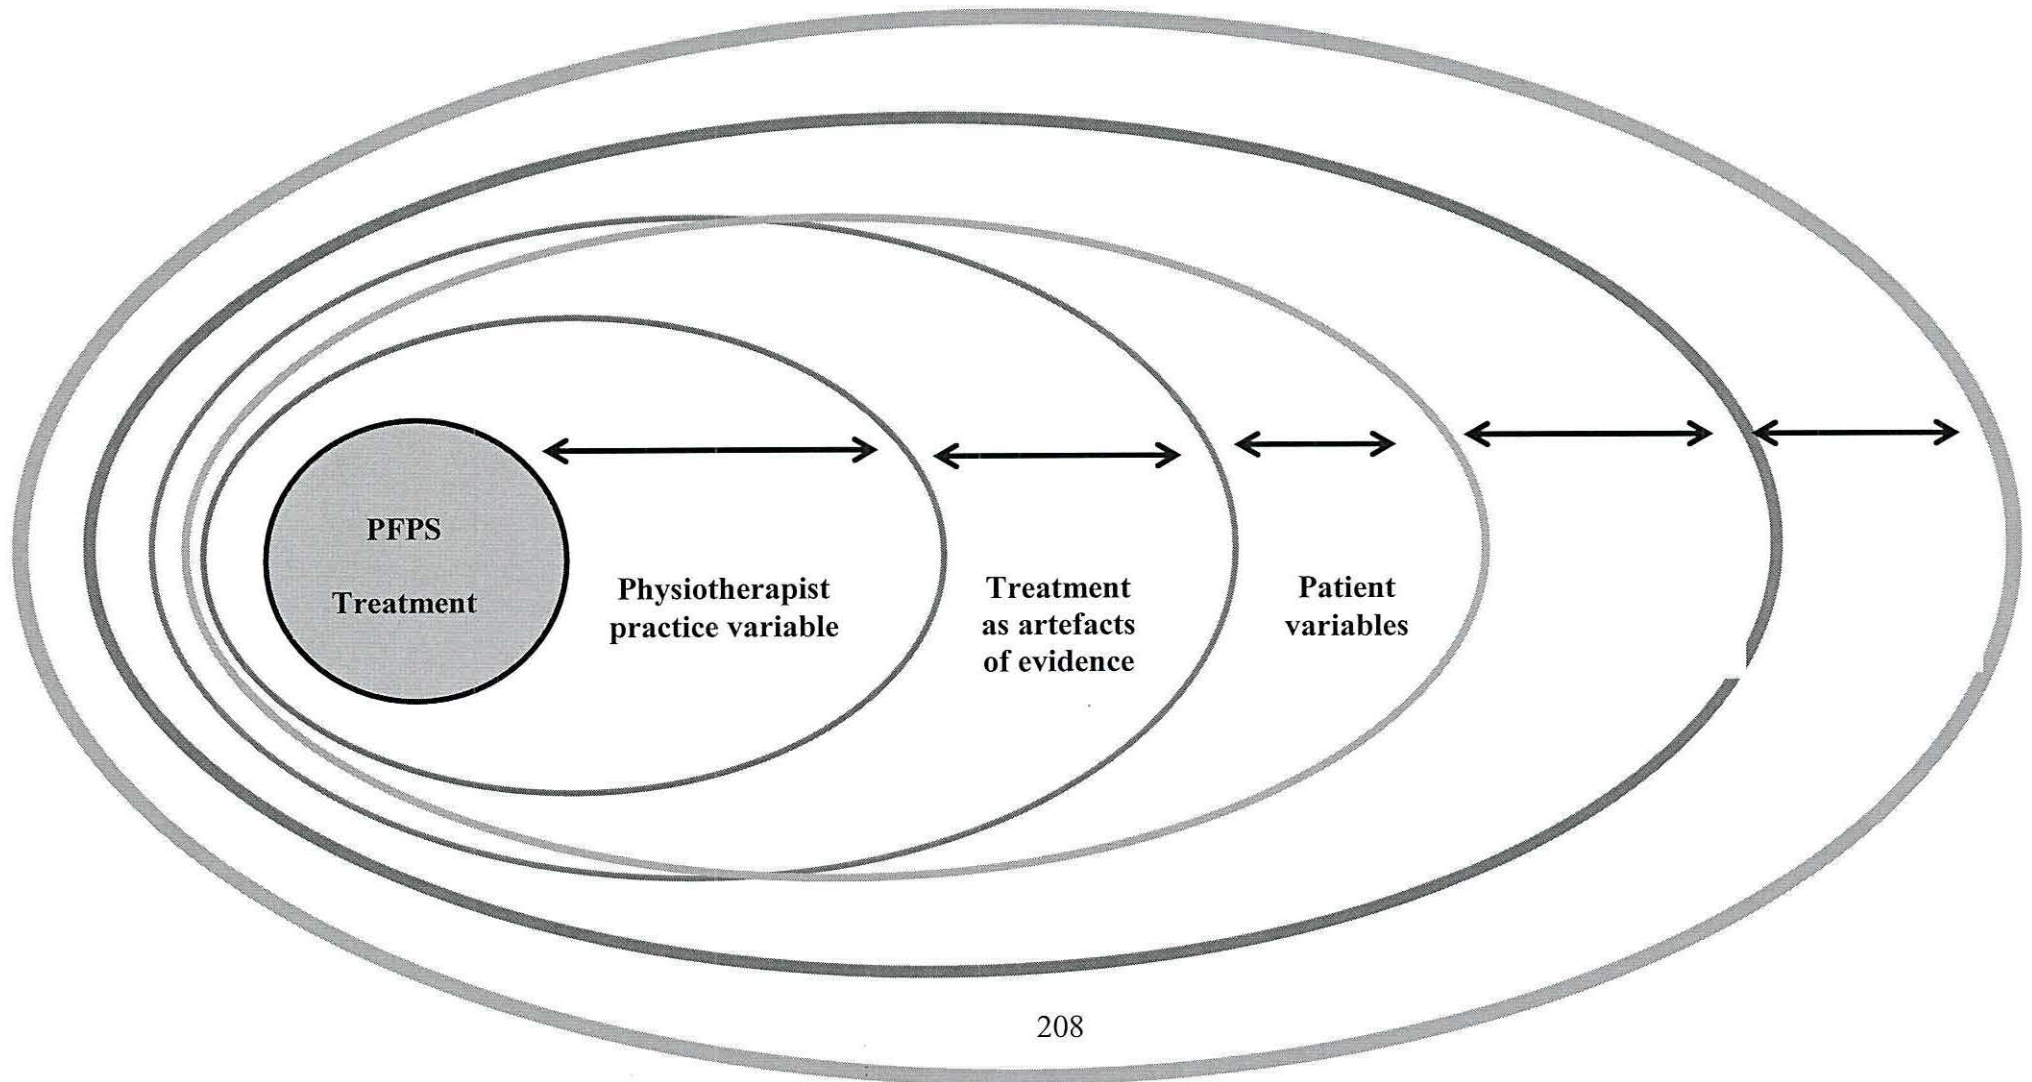 PFPS
Treatment
Physiotherapist
practice variable
Treatment
as artefacts
of evidence
Patient
variables
208